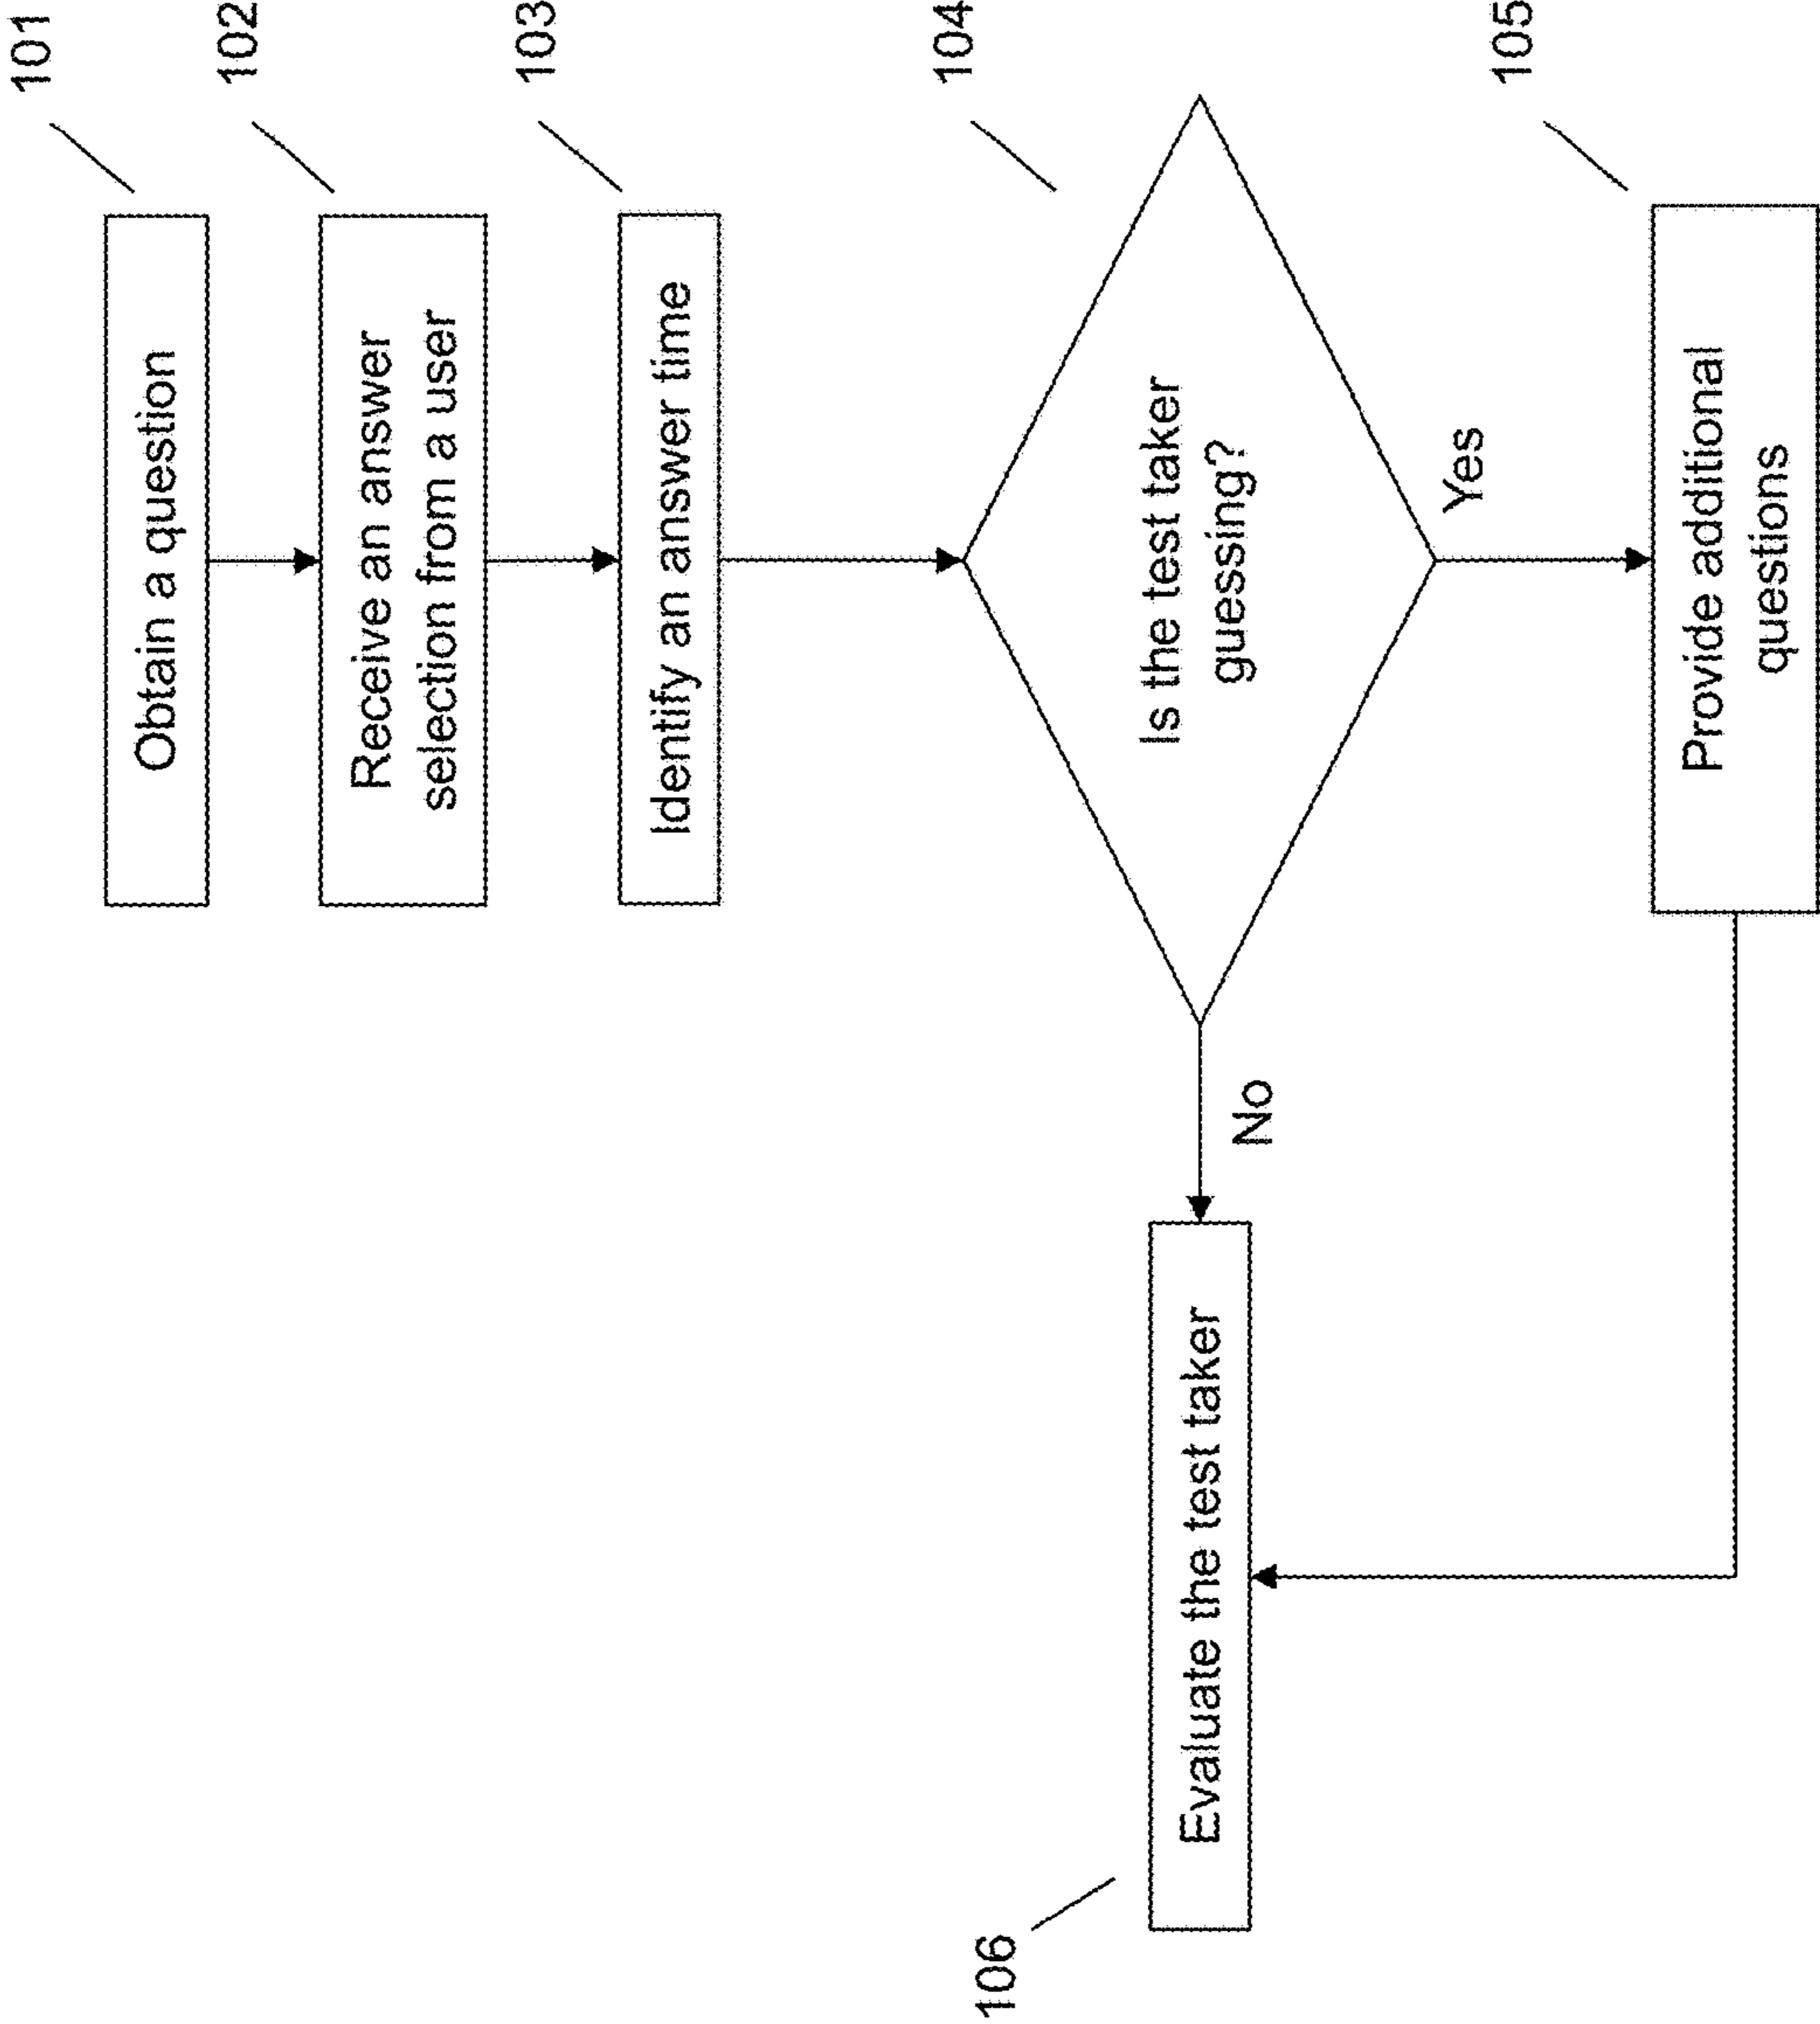 101
Obtain a question
102
Receive an answer
selection from a user
103
Identify an answer time
104
Is the test taker
guessing?
Yes
No
105
Provide additional
questions
106
Evaluate the test taker